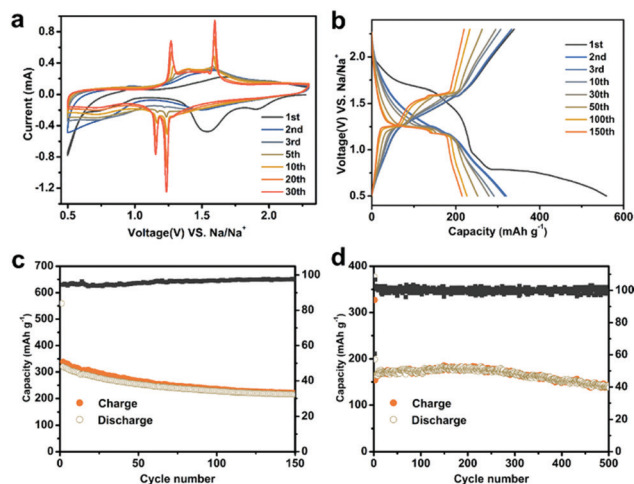 a
Current (mA)
0.8
0.4
0.0
-0.4
-0.8
-1.2
1st
2nd
3rd
5th
10th
20th
30th
0.5 1.0 1.5 2.0
Voltage(V) VS. Na/Na⁺
b
Voltage(V) VS. Na/Na⁺
2.0
1.5
1.0
0.5
1st
2nd
3rd
10th
30th
50th
100th
150th
0 200 400 600
Capacity (mAh g⁻¹)
c
Capacity (mAh g⁻¹)
700
600
500
400
300
200
100
0
100
80
60
40
20
0
Charge
Discharge
0 50 100 150
Cycle number
d
Capacity (mAh g⁻¹)
400
350
300
250
200
150
100
50
0
100
80
60
40
20
0
Charge
Discharge
0 100 200 300 400 500
Cycle number